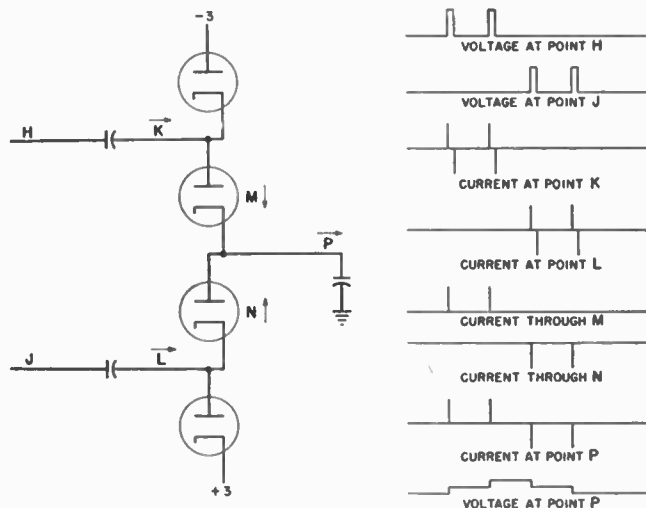 -3
H
K
M
P
N
J
L
+3
VOLTAGE AT POINT H
VOLTAGE AT POINT J
CURRENT AT POINT K
CURRENT AT POINT L
CURRENT THROUGH M
CURRENT THROUGH N
CURRENT AT POINT P
VOLTAGE AT POINT P